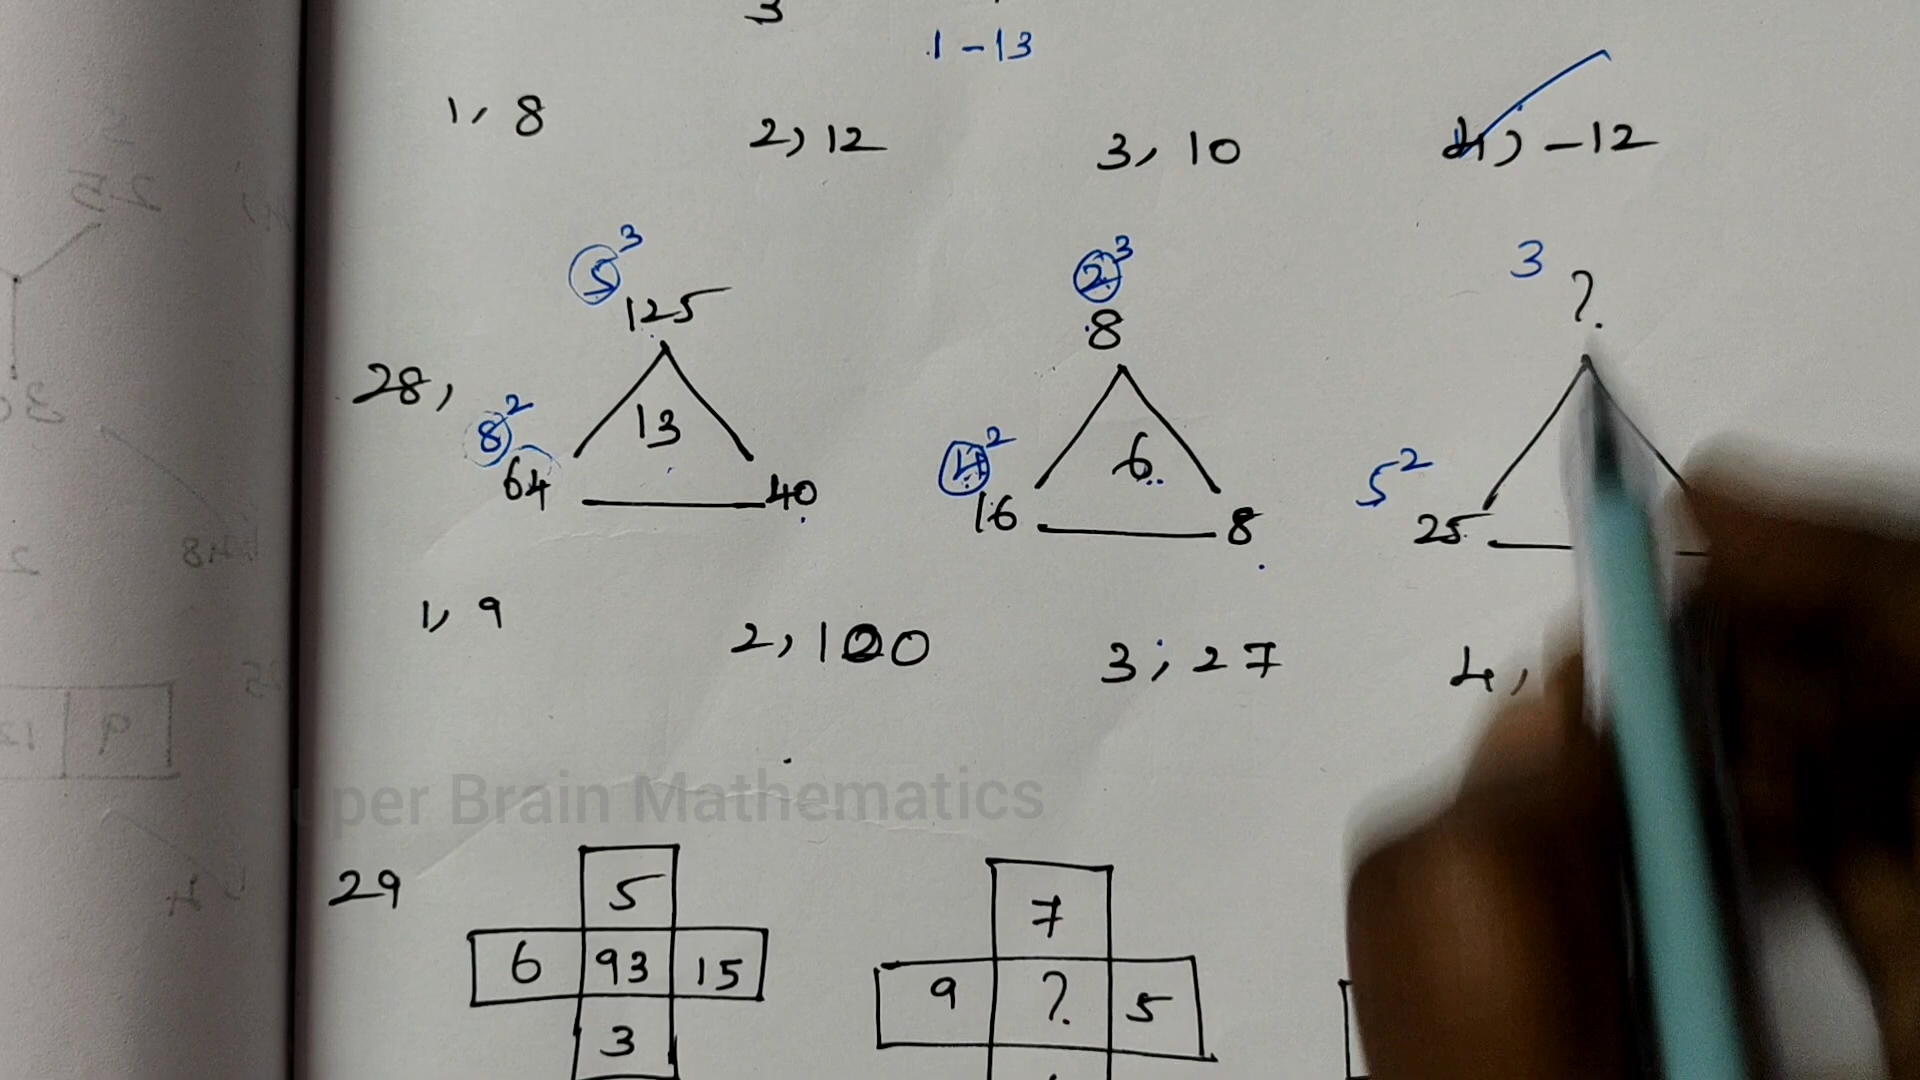 3
1 - 13
1, 8 2) 12 3, 10 4) -12
5³ 2³ 3 ?
125 8
28, 8² 13 4² 6 5²
64 40 16 8 25
1, 9 2, 100 3, 27 4,
uper Brain Mathematics
29 5 7
6 93 15 9 ? 5
3